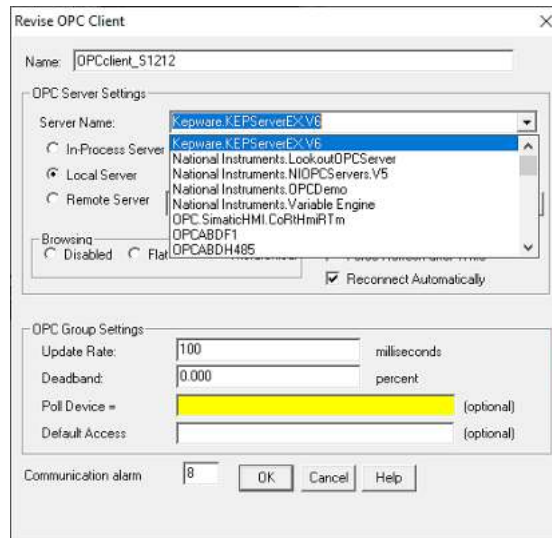 Revise OPC Client
Name: OPCclient_S1212
OPC Server Settings
Server Name: Kepware.KEPServerEX.V6
In-Process Server
Local Server
Remote Server
Kepware.KEPServerEX.V6
National Instruments.LookoutOPCServer
National Instruments.NIOPCServers.V5
National Instruments.OPCDemo
National Instruments.Variable Engine
OPC.SimaticHMI.CoRtHmiRTm
OPCABDF1
OPCABDH485
Browsing
Disabled Flat
Reconnect Automatically
OPC Group Settings
Update Rate: 100 milliseconds
Deadband: 0.000 percent
Poll Device = (optional)
Default Access (optional)
Communication alarm 8 OK Cancel Help